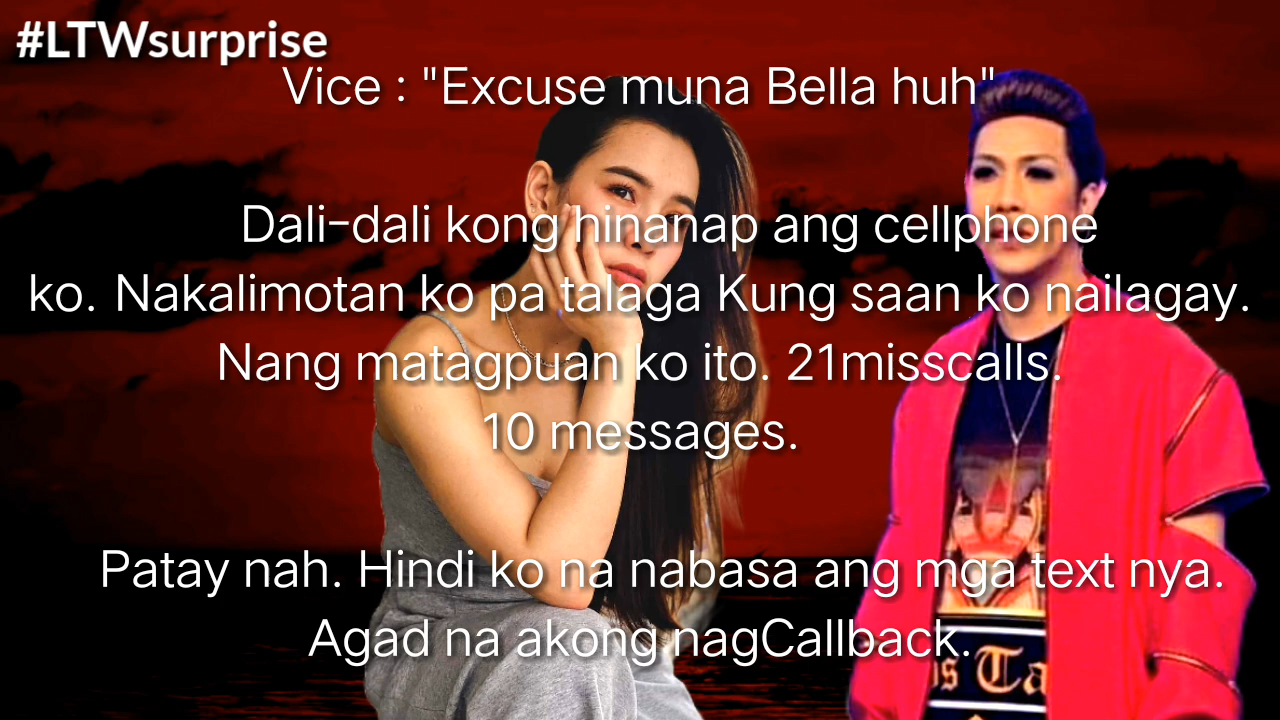 #LTWsurprise
Vice : "Excuse muna Bella huh"
Dali-dali kong hinanap ang cellphone
ko. Nakalimotan ko pa talaga Kung saan ko nailagay.
Nang matagpuan ko ito. 21misscalls.
10 messages.
Patay nah. Hindi ko na nabasa ang mga text nya.
Agad na akong nagCallback.